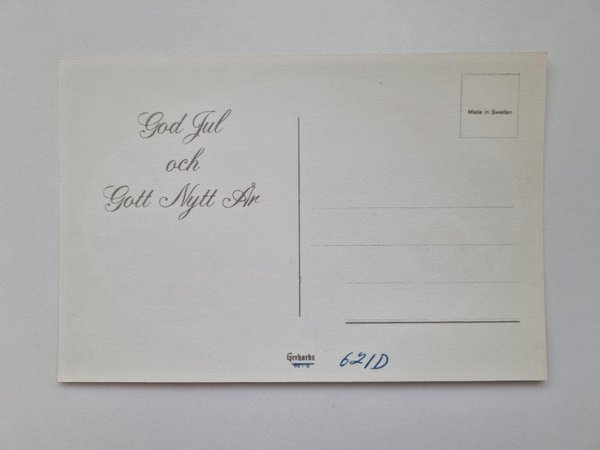 God Jul
och
Gott Nytt År
Made in Sweden
Gerhards
621D